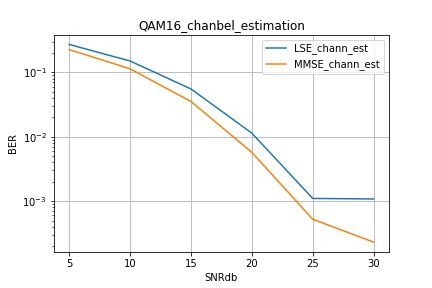 QAM16_chanbel_estimation
LSE_chann_est
MMSE_chann_est
10⁻¹
10⁻²
10⁻³
BER
5 10 15 20 25 30
SNRdb